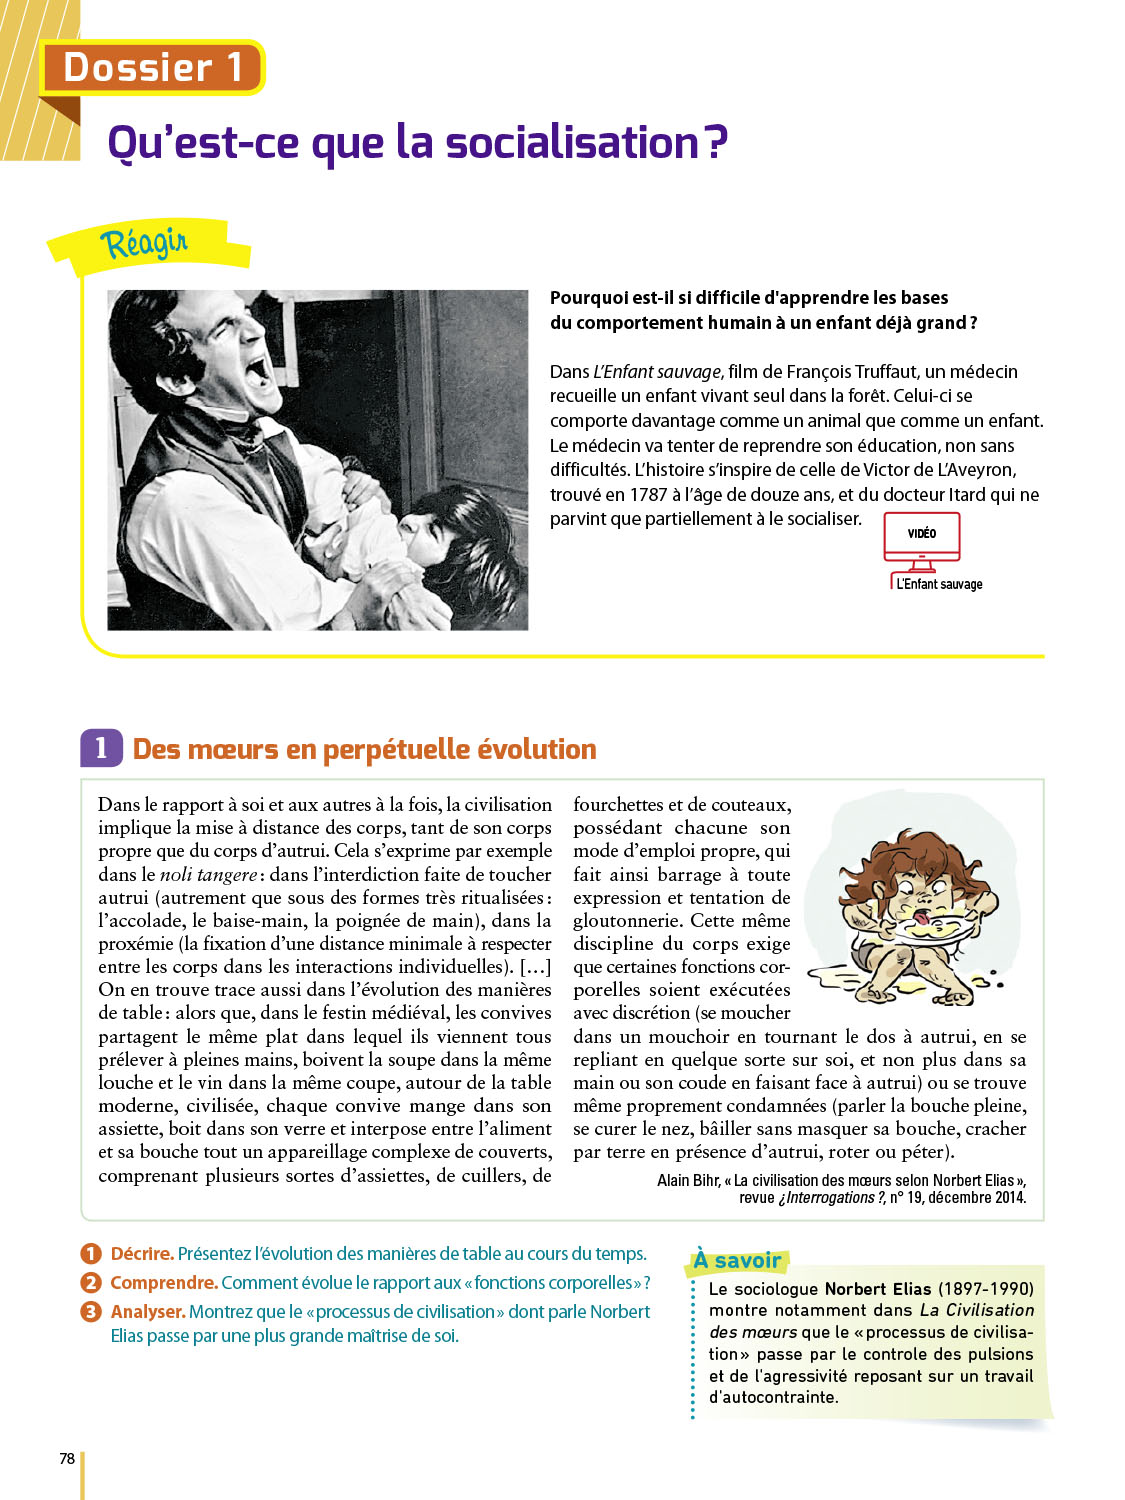 Dossier 1
Qu’est-ce que la socialisation ?
Réagir
Pourquoi est-il si difficile d'apprendre les bases
du comportement humain à un enfant déjà grand ?
Dans L’Enfant sauvage, film de François Truffaut, un médecin
recueille un enfant vivant seul dans la forêt. Celui-ci se
comporte davantage comme un animal que comme un enfant.
Le médecin va tenter de reprendre son éducation, non sans
difficultés. L’histoire s’inspire de celle de Victor de L’Aveyron,
trouvé en 1787 à l’âge de douze ans, et du docteur Itard qui ne
parvint que partiellement à le socialiser.
VIDÉO
L'Enfant sauvage
1 Des mœurs en perpétuelle évolution
Dans le rapport à soi et aux autres à la fois, la civilisation
implique la mise à distance des corps, tant de son corps
propre que du corps d’autrui. Cela s’exprime par exemple
dans le noli tangere : dans l’interdiction faite de toucher
autrui (autrement que sous des formes très ritualisées :
l’accolade, le baise-main, la poignée de main), dans la
proxémie (la fixation d’une distance minimale à respecter
entre les corps dans les interactions individuelles). […]
On en trouve trace aussi dans l’évolution des manières
de table : alors que, dans le festin médiéval, les convives
partagent le même plat dans lequel ils viennent tous
prélever à pleines mains, boivent la soupe dans la même
louche et le vin dans la même coupe, autour de la table
moderne, civilisée, chaque convive mange dans son
assiette, boit dans son verre et interpose entre l’aliment
et sa bouche tout un appareillage complexe de couverts,
comprenant plusieurs sortes d’assiettes, de cuillers, de
fourchettes et de couteaux,
possédant chacune son
mode d’emploi propre, qui
fait ainsi barrage à toute
expression et tentation de
gloutonnerie. Cette même
discipline du corps exige
que certaines fonctions cor-
porelles soient exécutées
avec discrétion (se moucher
dans un mouchoir en tournant le dos à autrui, en se
repliant en quelque sorte sur soi, et non plus dans sa
main ou son coude en faisant face à autrui) ou se trouve
même proprement condamnées (parler la bouche pleine,
se curer le nez, bâiller sans masquer sa bouche, cracher
par terre en présence d’autrui, roter ou péter).
Alain Bihr, « La civilisation des mœurs selon Norbert Elias »,
revue ¿Interrogations ?, n° 19, décembre 2014.
1 Décrire. Présentez l’évolution des manières de table au cours du temps.
2 Comprendre. Comment évolue le rapport aux « fonctions corporelles » ?
3 Analyser. Montrez que le « processus de civilisation » dont parle Norbert
Elias passe par une plus grande maîtrise de soi.
À savoir
Le sociologue Norbert Elias (1897-1990)
montre notamment dans La Civilisation
des mœurs que le « processus de civilisa-
tion » passe par le controle des pulsions
et de l'agressivité reposant sur un travail
d'autocontrainte.
78